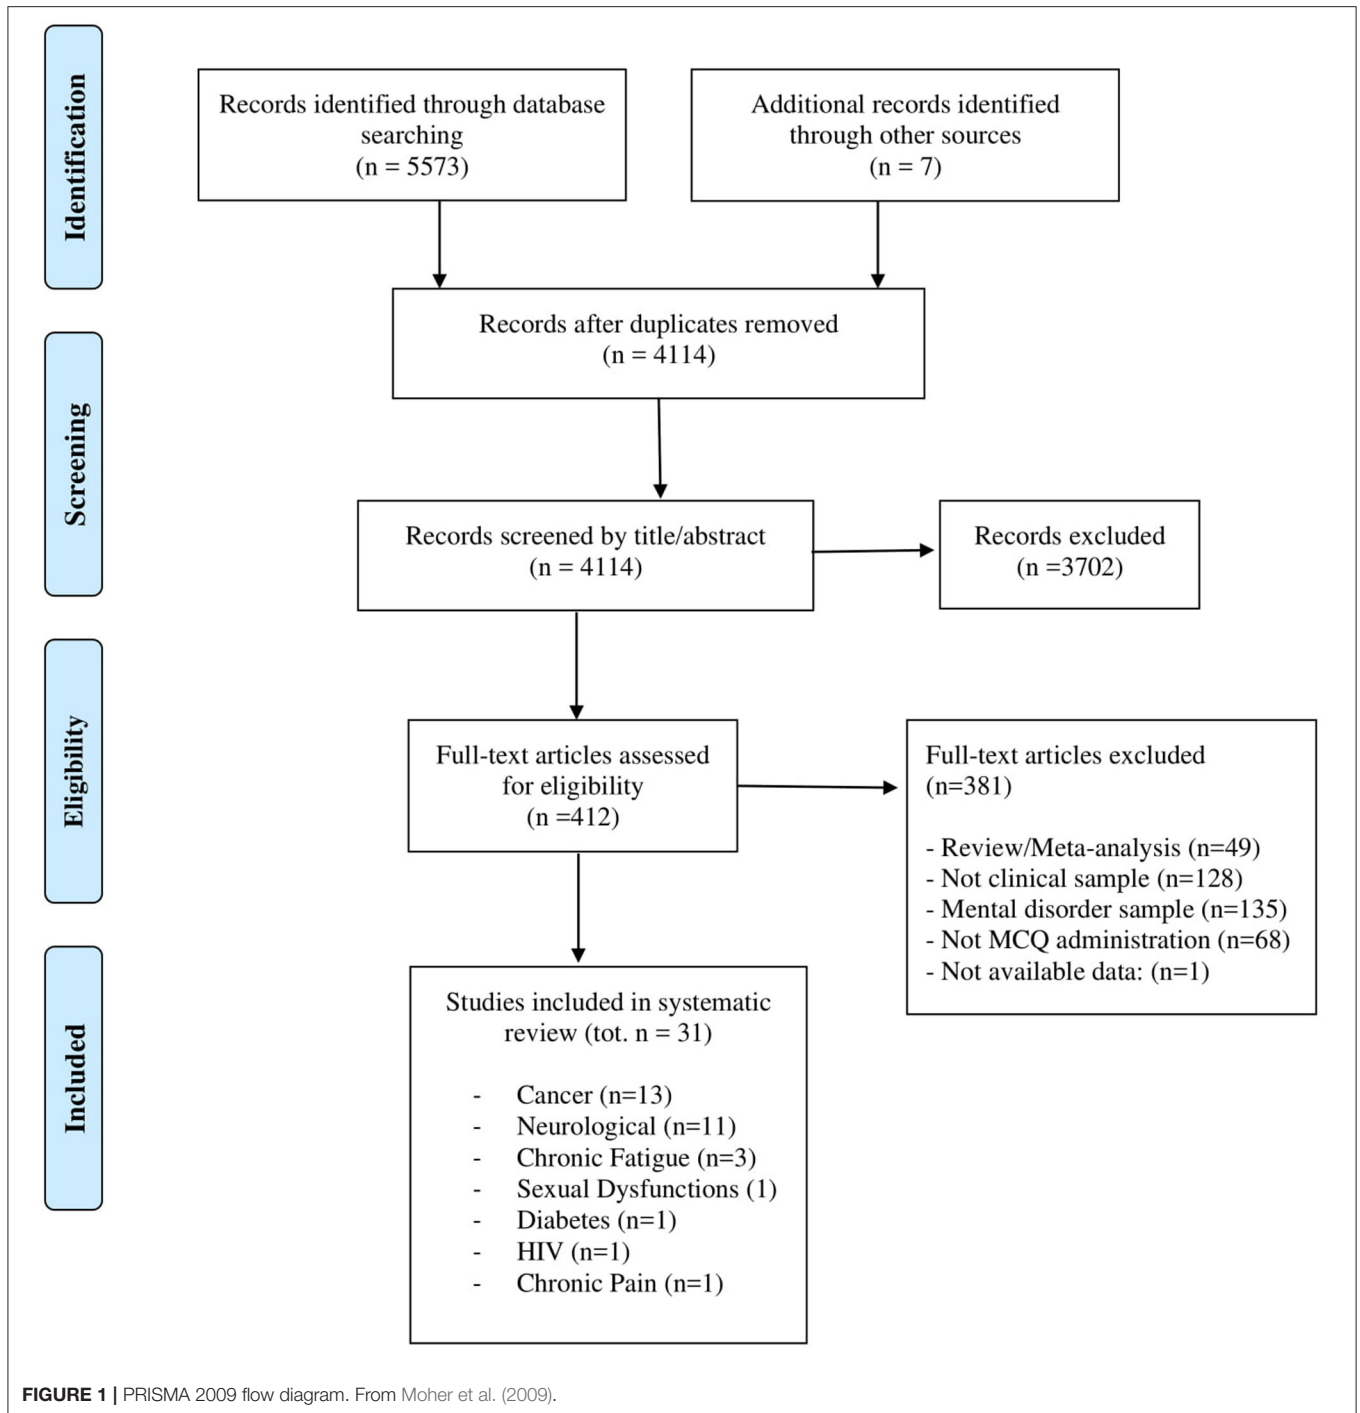 Identification
Records identified through database
searching
(n = 5573)
Additional records identified
through other sources
(n = 7)
Records after duplicates removed
(n = 4114)
Screening
Records screened by title/abstract
(n = 4114)
Records excluded
(n =3702)
Eligibility
Full-text articles assessed
for eligibility
(n =412)
Full-text articles excluded
(n=381)
- Review/Meta-analysis (n=49)
- Not clinical sample (n=128)
- Mental disorder sample (n=135)
- Not MCQ administration (n=68)
- Not available data: (n=1)
Included
Studies included in systematic
review (tot. n = 31)
- Cancer (n=13)
- Neurological (n=11)
- Chronic Fatigue (n=3)
- Sexual Dysfunctions (1)
- Diabetes (n=1)
- HIV (n=1)
- Chronic Pain (n=1)
FIGURE 1 | PRISMA 2009 flow diagram. From Moher et al. (2009).